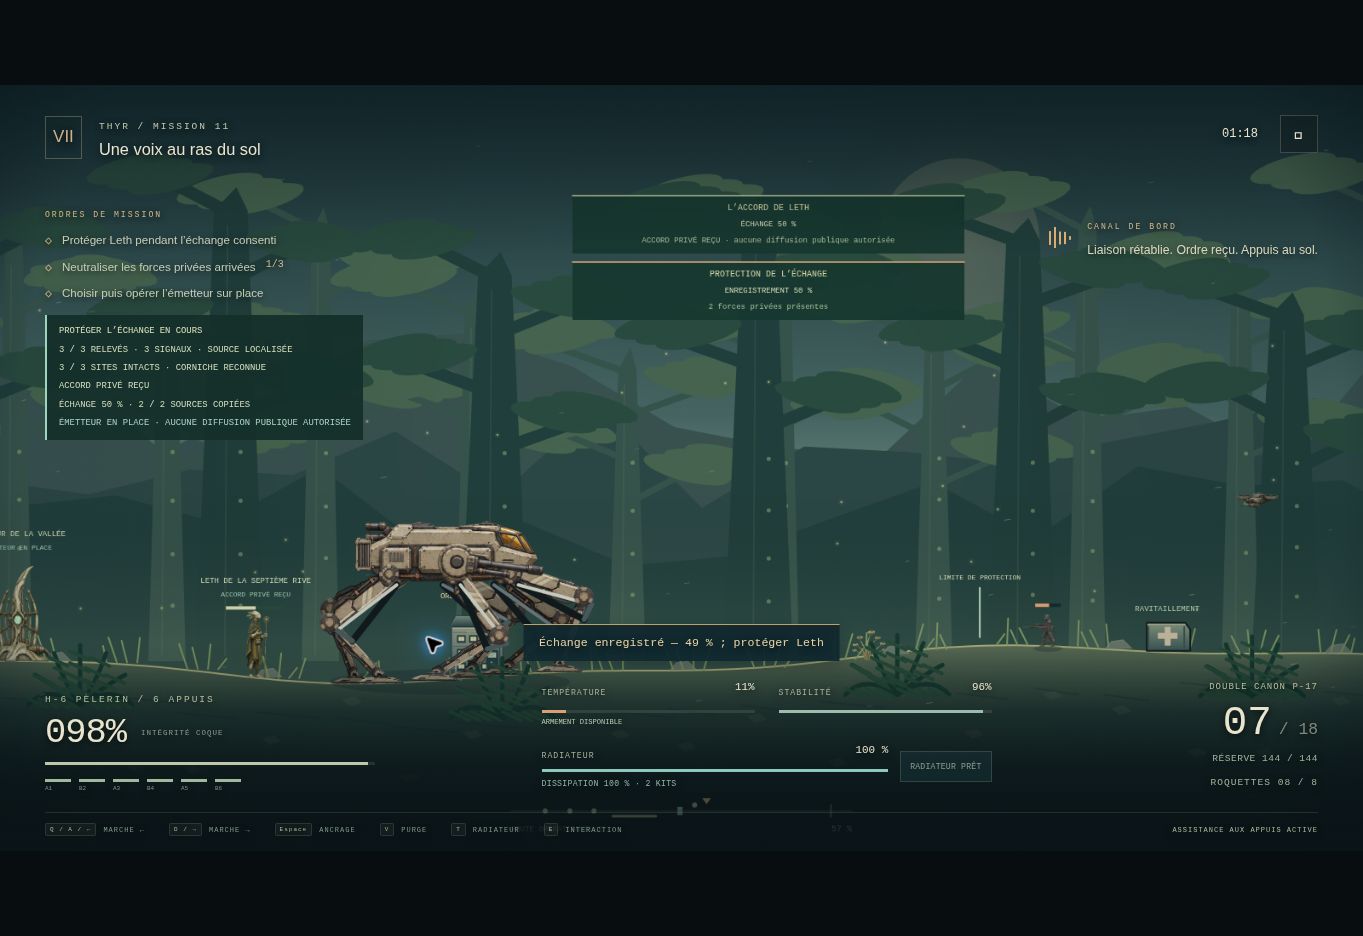 VII
THYR / MISSION 11
Une voix au ras du sol
01:18
ORDRES DE MISSION
Protéger Leth pendant l’échange consenti
Neutraliser les forces privées arrivées 1/3
Choisir puis opérer l’émetteur sur place
PROTÉGER L’ÉCHANGE EN COURS
3 / 3 RELEVÉS · 3 SIGNAUX · SOURCE LOCALISÉE
3 / 3 SITES INTACTS · CORNICHE RECONNUE
ACCORD PRIVÉ REÇU
ÉCHANGE 50 % · 2 / 2 SOURCES COPIÉES
ÉMETTEUR EN PLACE · AUCUNE DIFFUSION PUBLIQUE AUTORISÉE
L’ACCORD DE LETH
ÉCHANGE 50 %
ACCORD PRIVÉ REÇU · aucune diffusion publique autorisée
PROTECTION DE L’ÉCHANGE
ENREGISTREMENT 50 %
2 forces privées présentes
CANAL DE BORD
Liaison rétablie. Ordre reçu. Appuis au sol.
R DE LA VALLÉE
TEUR EN PLACE
LETH DE LA SEPTIÈME RIVE
ACCORD PRIVÉ REÇU
LIMITE DE PROTECTION
RAVITAILLEMENT
Échange enregistré — 49 % ; protéger Leth
H-6 PÈLERIN / 6 APPUIS
098% INTÉGRITÉ COQUE
A1 B2 A3 B4 A5 B6
TEMPÉRATURE 11%
ARMEMENT DISPONIBLE
STABILITÉ 96%
RADIATEUR 100 %
DISSIPATION 100 % · 2 KITS
RADIATEUR PRÊT
DOUBLE CANON P-17
07 / 18
RÉSERVE 144 / 144
ROQUETTES 08 / 8
57 %
Q / A / ← MARCHE ← D / → MARCHE → Espace ANCRAGE V PURGE T RADIATEUR E INTERACTION
ASSISTANCE AUX APPUIS ACTIVE